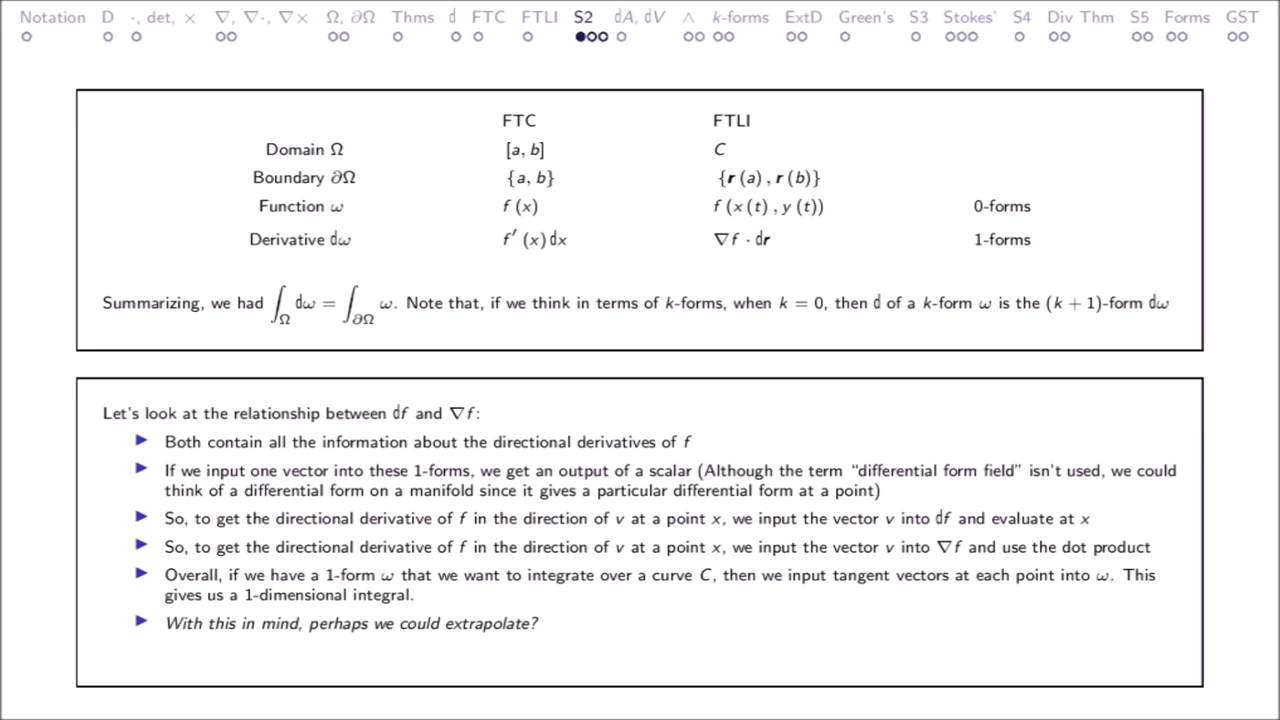 Notation D ·, det, × ∇, ∇·, ∇× Ω, ∂Ω Thms d FTC FTLI S2 dA, dV ∧ k-forms ExtD Green's S3 Stokes' S4 Div Thm S5 Forms GST
FTC FTLI
Domain Ω [a, b] C
Boundary ∂Ω {a, b} {r (a) , r (b)}
Function ω f (x) f (x (t) , y (t)) 0-forms
Derivative dω f′ (x) dx ∇f · dr 1-forms
Summarizing, we had ∫_Ω dω = ∫_∂Ω ω. Note that, if we think in terms of k-forms, when k = 0, then d of a k-form ω is the (k + 1)-form dω
Let's look at the relationship between df and ∇f:
▶ Both contain all the information about the directional derivatives of f
▶ If we input one vector into these 1-forms, we get an output of a scalar (Although the term "differential form field" isn't used, we could
think of a differential form on a manifold since it gives a particular differential form at a point)
▶ So, to get the directional derivative of f in the direction of v at a point x, we input the vector v into df and evaluate at x
▶ So, to get the directional derivative of f in the direction of v at a point x, we input the vector v into ∇f and use the dot product
▶ Overall, if we have a 1-form ω that we want to integrate over a curve C, then we input tangent vectors at each point into ω. This
gives us a 1-dimensional integral.
▶ With this in mind, perhaps we could extrapolate?